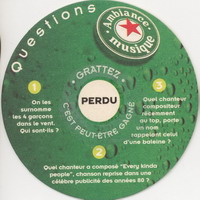 Questions
Ambiance
musique
GRATTEZ
C'EST PEUT-ÊTRE GAGNÉ
PERDU
1
On les
surnomme
les 4 garçons
dans le vent.
Qui sont-ils ?
2
Quel chanteur a composé "Every kinda
people", chanson reprise dans une
célèbre publicité des années 80 ?
3
Quel chanteur
compositeur
récemment
au top, porte
un nom
rappelant celui
d'une baleine ?